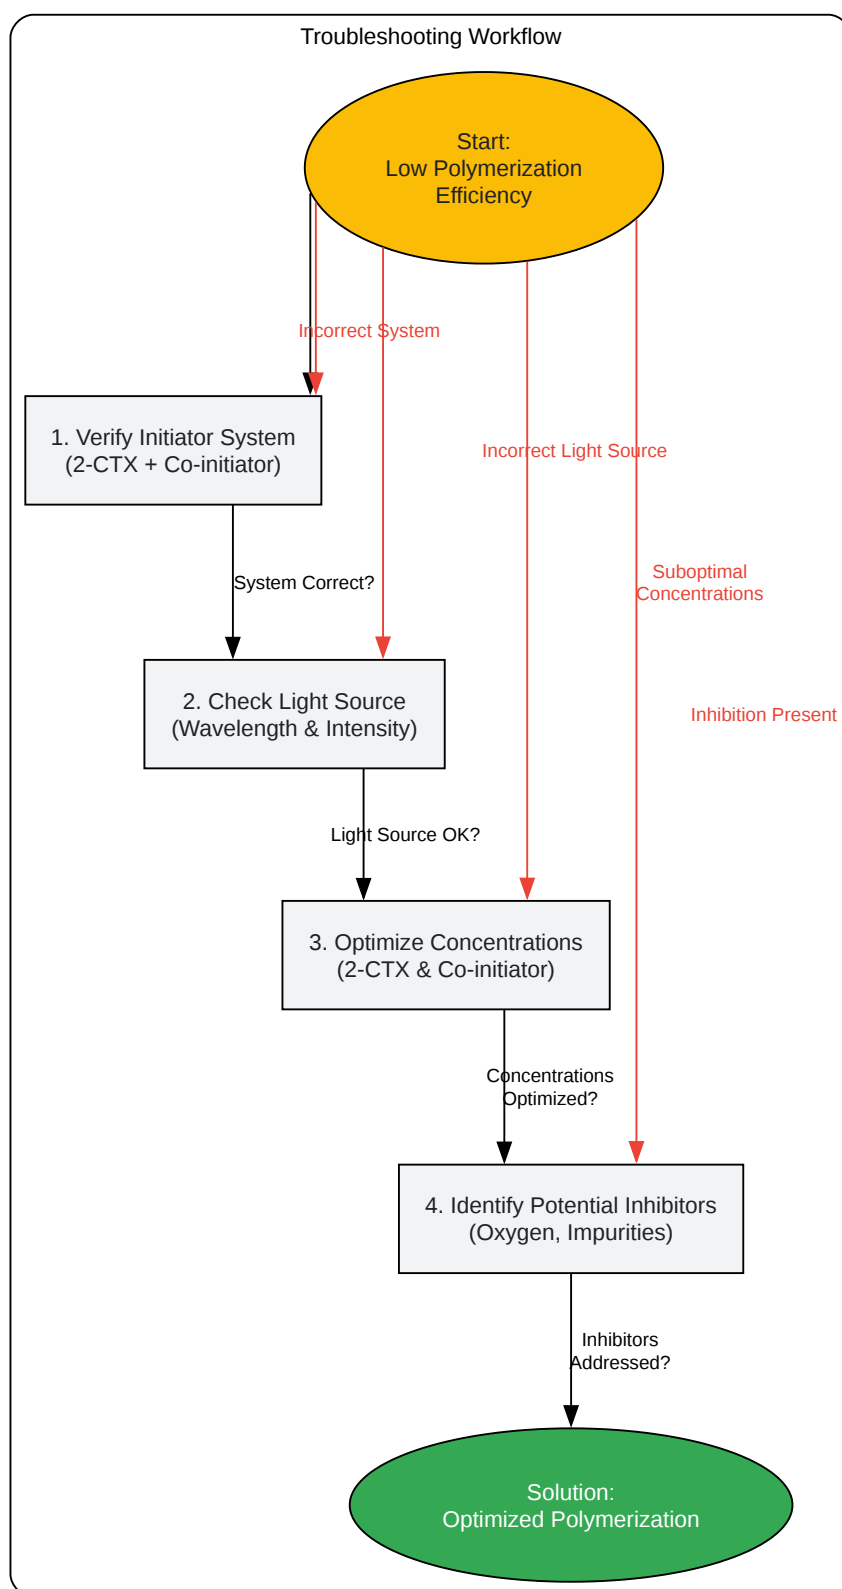 Troubleshooting Workflow
Start:
Low Polymerization
Efficiency
Incorrect System
1. Verify Initiator System
(2-CTX + Co-initiator)
Incorrect Light Source
System Correct?
Suboptimal
Concentrations
2. Check Light Source
(Wavelength & Intensity)
Inhibition Present
Light Source OK?
3. Optimize Concentrations
(2-CTX & Co-initiator)
Concentrations
Optimized?
4. Identify Potential Inhibitors
(Oxygen, Impurities)
Inhibitors
Addressed?
Solution:
Optimized Polymerization